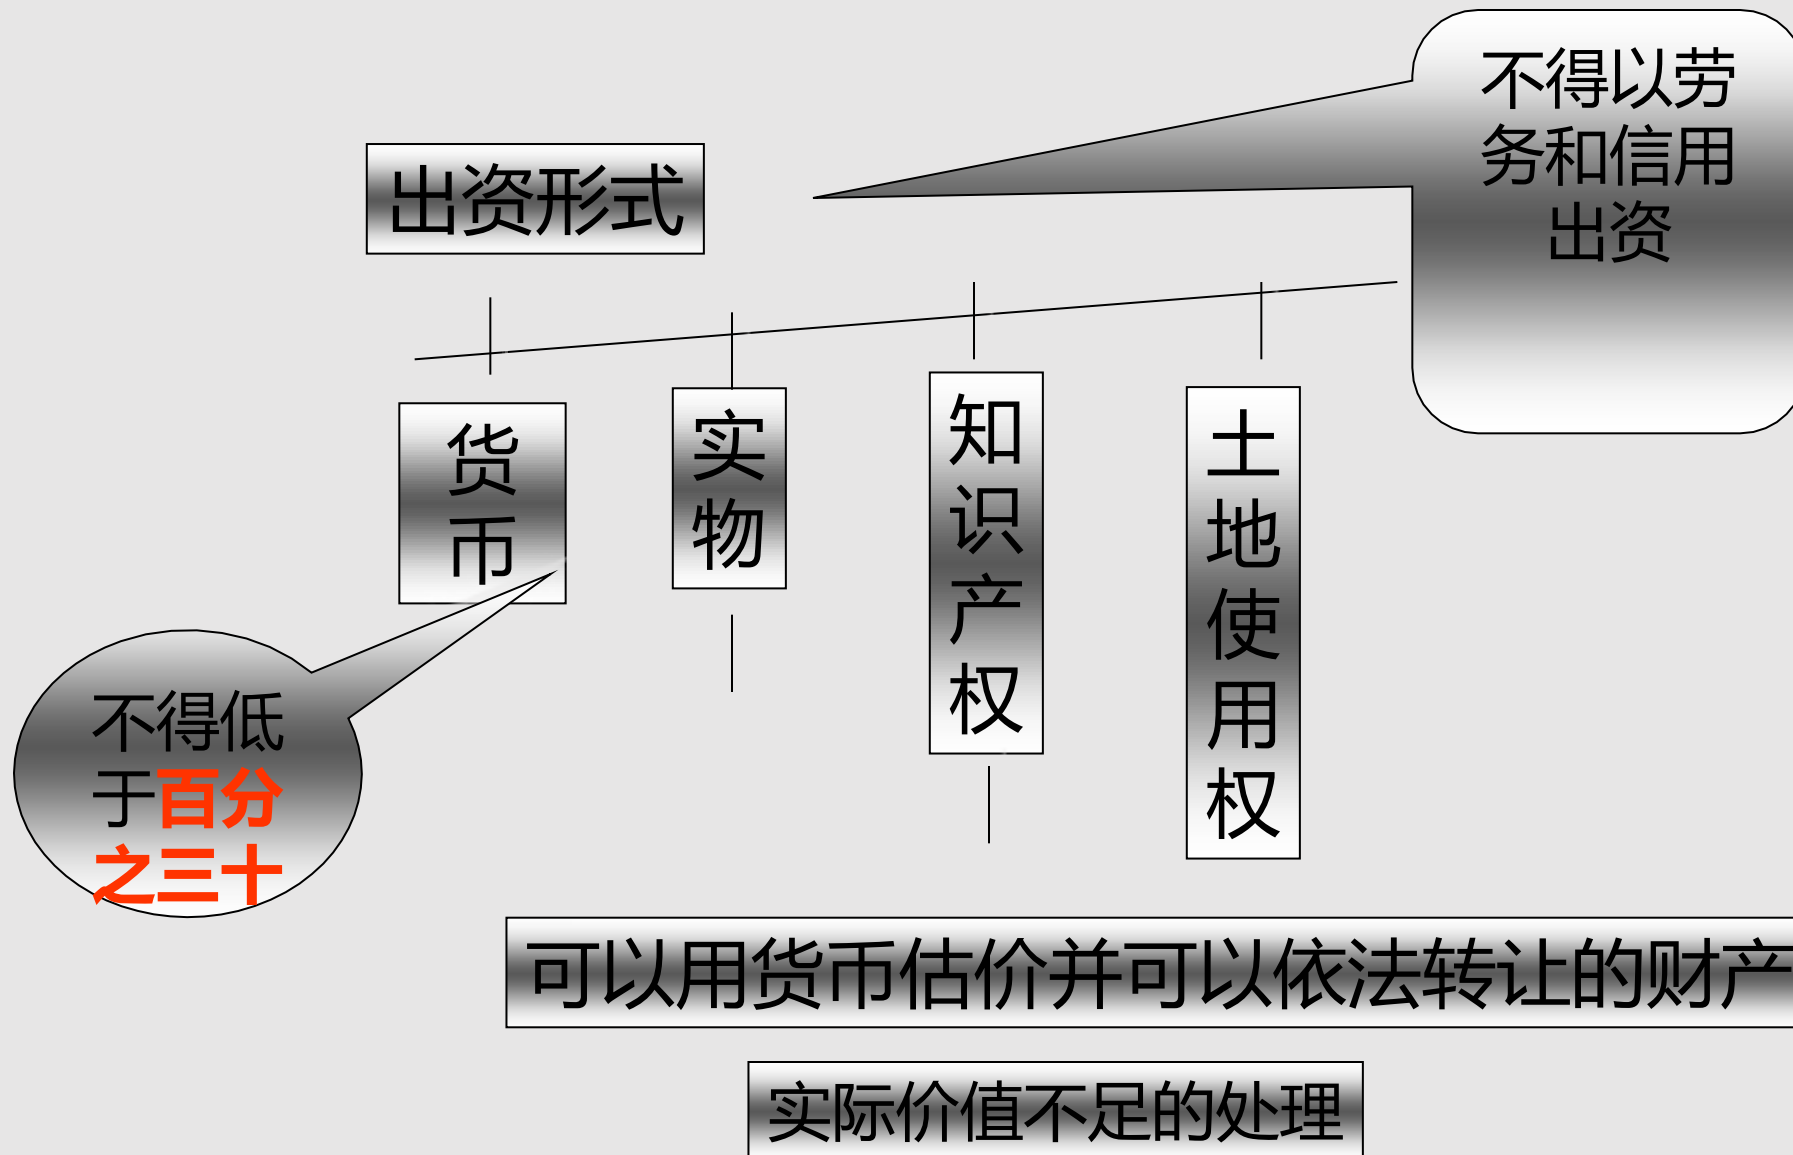 不得以劳
务和信用
出资
出资形式
货
币
实
物
知
识
产
权
土
地
使
用
权
不得低
于百分
之三十
可以用货币估价并可以依法转让的财产
实际价值不足的处理